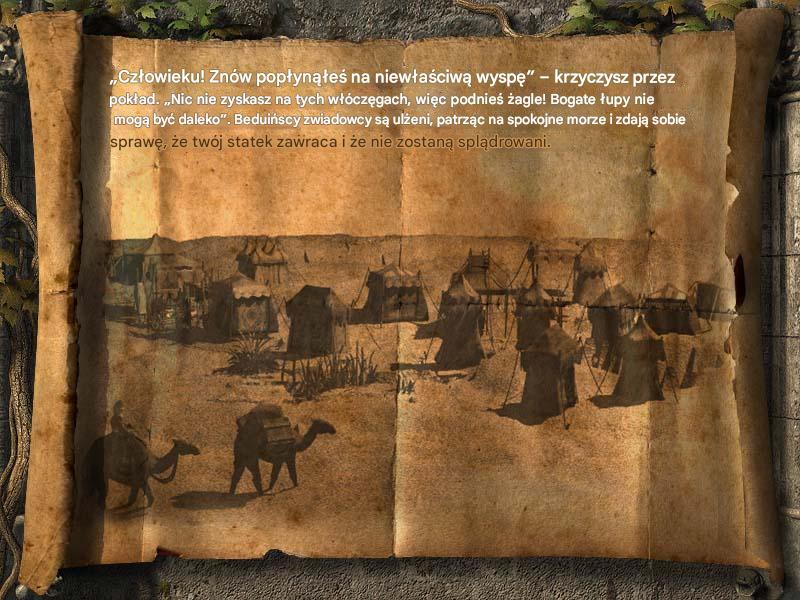 „Człowieku! Znów popłynąłeś na niewłaściwą wyspę” – krzyczysz przez
pokład. „Nic nie zyskasz na tych włóczęgach, więc podnieś żagle! Bogate łupy nie
mogą być daleko”. Beduińscy zwiadowcy są ulżeni, patrząc na spokojne morze i zdają sobie
sprawę, że twój statek zawraca i że nie zostaną splądrowani.